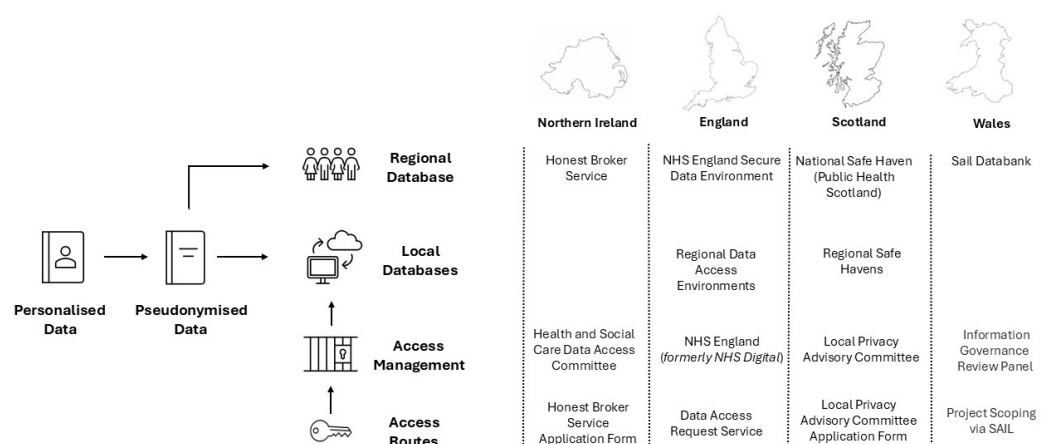 Northern Ireland
England
Scotland
Wales
Regional
Database
Honest Broker
Service
NHS England Secure
Data Environment
National Safe Haven
(Public Health
Scotland)
Sail Databank
Local
Databases
Regional Data
Access
Environments
Regional Safe
Havens
Personalised
Data
Pseudonymised
Data
Access
Management
Health and Social
Care Data Access
Committee
NHS England
(formerly NHS Digital)
Local Privacy
Advisory Committee
Information
Governance
Review Panel
Access
Routes
Honest Broker
Service
Application Form
Data Access
Request Service
Local Privacy
Advisory Committee
Application Form
Project Scoping
via SAIL